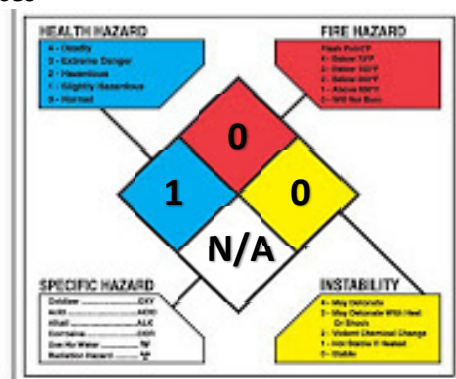 HEALTH HAZARD
4 - Deadly
3 - Extreme Danger
2 - Hazardous
1 - Slightly Hazardous
0 - Normal
FIRE HAZARD
Flash Point°F
4 - Below 73°F
2 - Below 200°F
1 - Above 200°F
0 - Will Not Burn
0
1
0
N/A
SPECIFIC HAZARD
Oxidizer OXY
Acid ACID
Alkali ALK
Corrosive COR
Use No Water W
Radiation Hazard
INSTABILITY
4 - May Detonate
3 - May Detonate With Heat
Or Shock
2 - Violent Chemical Change
1 - Not Stable If Heated
0 - Stable